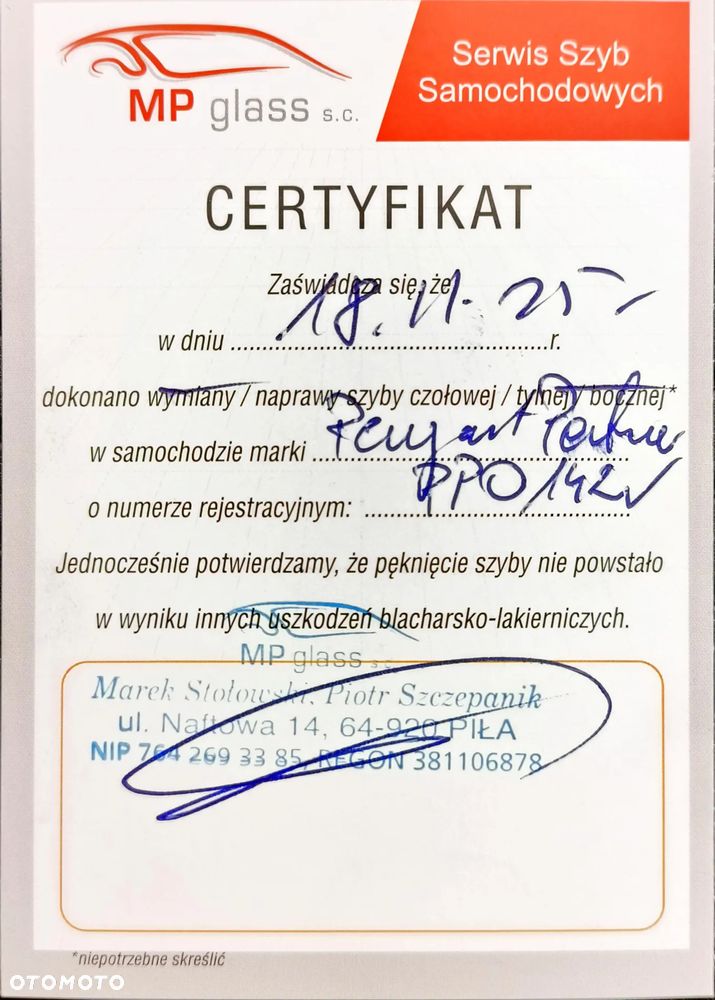 MP glass s.c.
Serwis Szyb
Samochodowych
CERTYFIKAT
Zaświadcza się, że
w dniu 18.11.25 r.
dokonano wymiany / naprawy szyby czołowej / tylnej / bocznej*
w samochodzie marki Peugeot Partner
o numerze rejestracyjnym:
Jednocześnie potwierdzamy, że pęknięcie szyby nie powstało
w wyniku innych uszkodzeń blacharsko-lakierniczych.
MP glass s.c.
Marek Stołowski, Piotr Szczepanik
ul. Naftowa 14, 64-920 PIŁA
NIP 764 269 33 85, REGON 381106878
*niepotrzebne skreślić
OTOMOTO